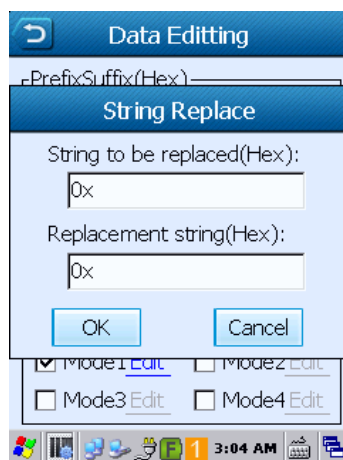 Data Editting
PrefixSuffix(Hex)
String Replace
String to be replaced(Hex):
0x
Replacement string(Hex):
0x
OK Cancel
Mode1 Edit Mode2 Edit
Mode3 Edit Mode4 Edit
F 1 3:04 AM